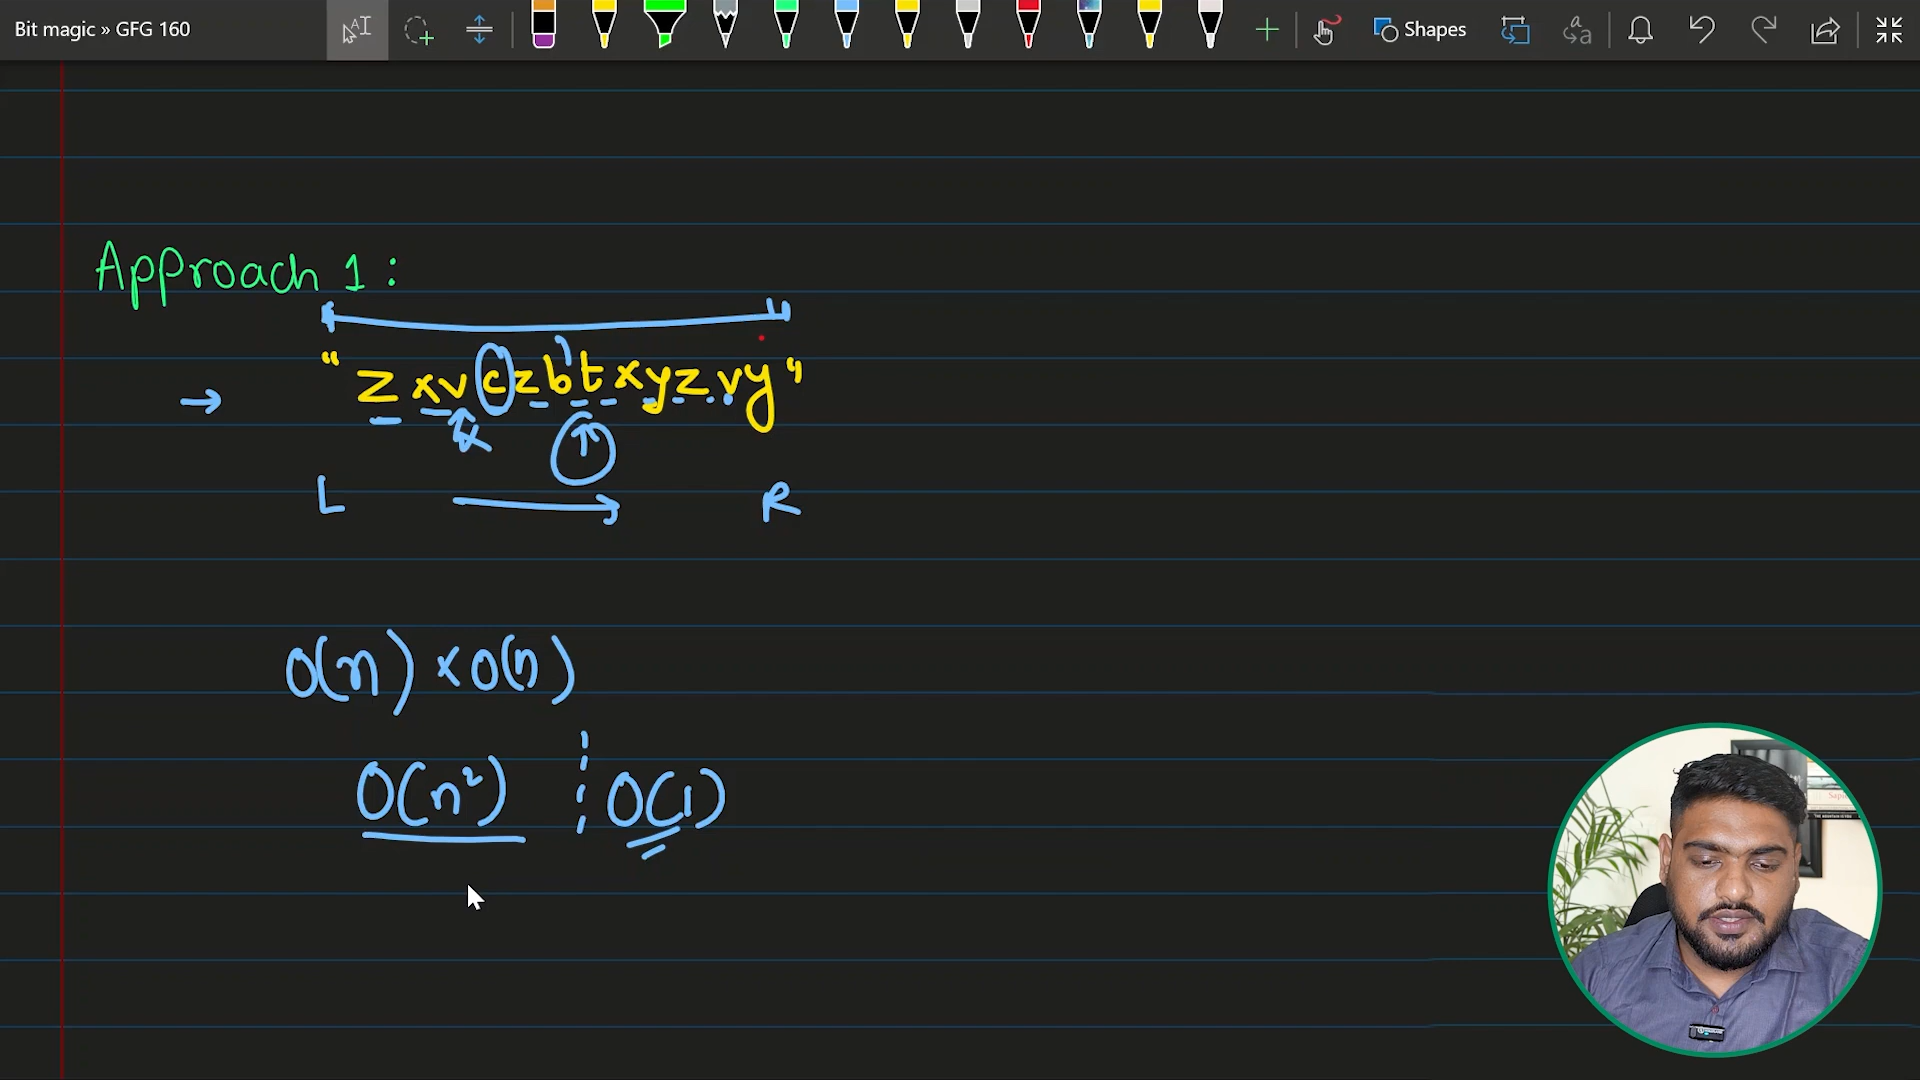 Bit magic » GFG 160
Shapes
Approach 1 :
"z x v c z b t x y z v y"
L → R
O(n) × O(n)
O(n²) ¦ O(1)